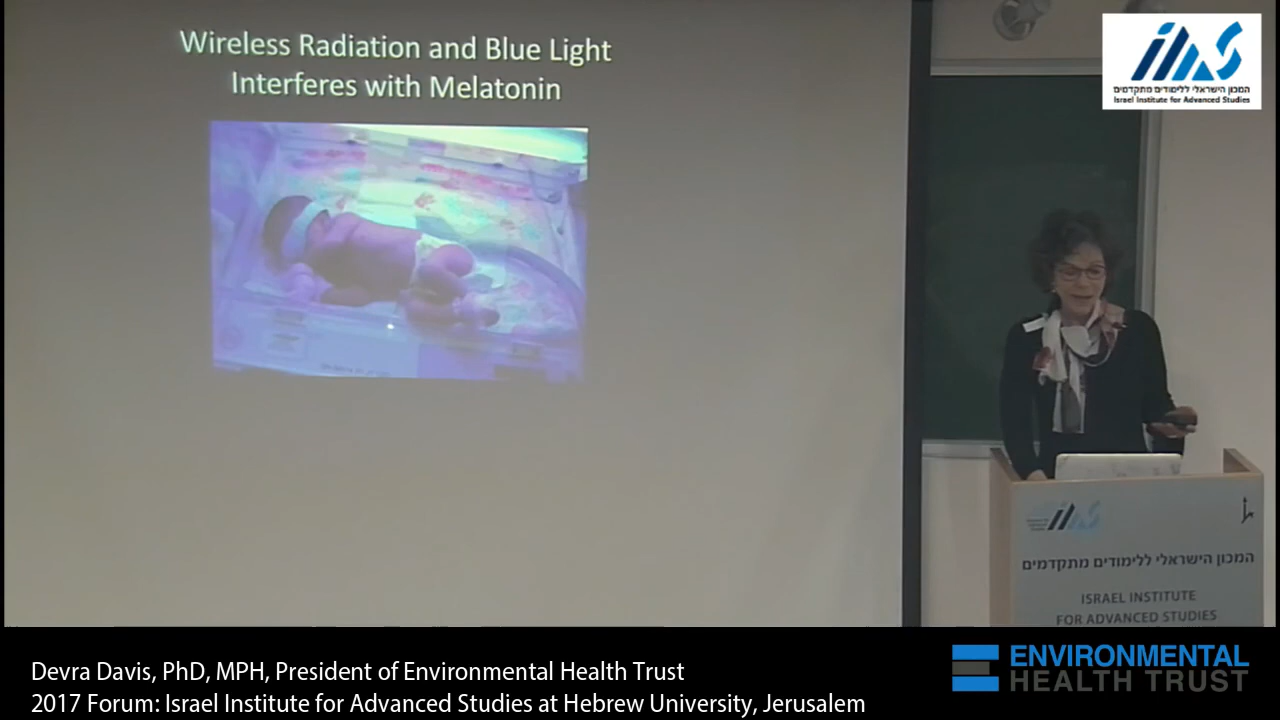 Wireless Radiation and Blue Light
Interferes with Melatonin
המכון הישראלי ללימודים מתקדמים
Israel Institute for Advanced Studies
המכון הישראלי ללימודים מתקדמים
ISRAEL INSTITUTE
FOR ADVANCED STUDIES
Devra Davis, PhD, MPH, President of Environmental Health Trust
2017 Forum: Israel Institute for Advanced Studies at Hebrew University, Jerusalem
ENVIRONMENTAL
HEALTH TRUST